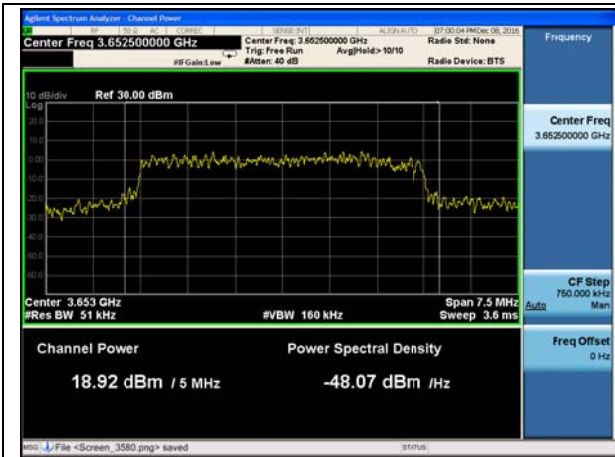 Agilent Spectrum Analyzer - Channel Power
RF 50 Ω AC CORREC SENSE:INT ALIGN AUTO 07:00:04 PM Dec 08, 2016
Center Freq 3.652500000 GHz
Center Freq: 3.652500000 GHz
Radio Std: None
Trig: Free Run Avg|Hold:> 10/10
#IFGain:Low #Atten: 40 dB Radio Device: BTS
Frequency
10 dB/div Ref 30.00 dBm
Log
20.0
10.0
0.00
10.0
20.0
30.0
40.0
50.0
60.0
Center Freq
3.652500000 GHz
Center 3.653 GHz Span 7.5 MHz
#Res BW 51 kHz #VBW 160 kHz Sweep 3.6 ms
CF Step
750.000 kHz
Auto Man
Channel Power Power Spectral Density
18.92 dBm / 5 MHz -48.07 dBm /Hz
Freq Offset
0 Hz
MSG File <Screen_3580.png> saved STATUS